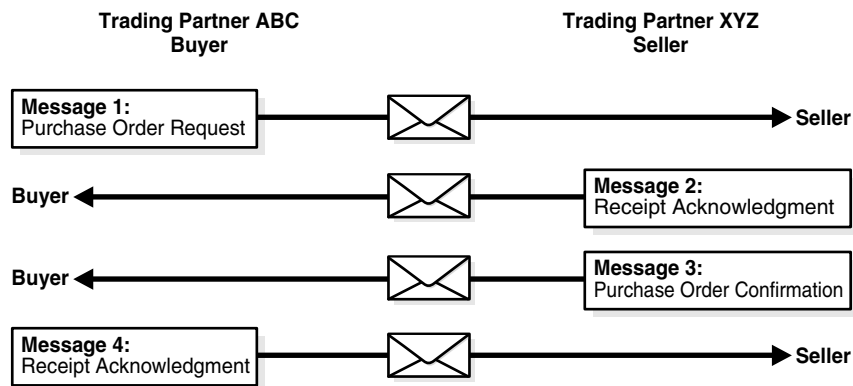 Trading Partner ABC
Buyer
Trading Partner XYZ
Seller
Message 1:
Purchase Order Request
Seller
Buyer
Message 2:
Receipt Acknowledgment
Buyer
Message 3:
Purchase Order Confirmation
Message 4:
Receipt Acknowledgment
Seller